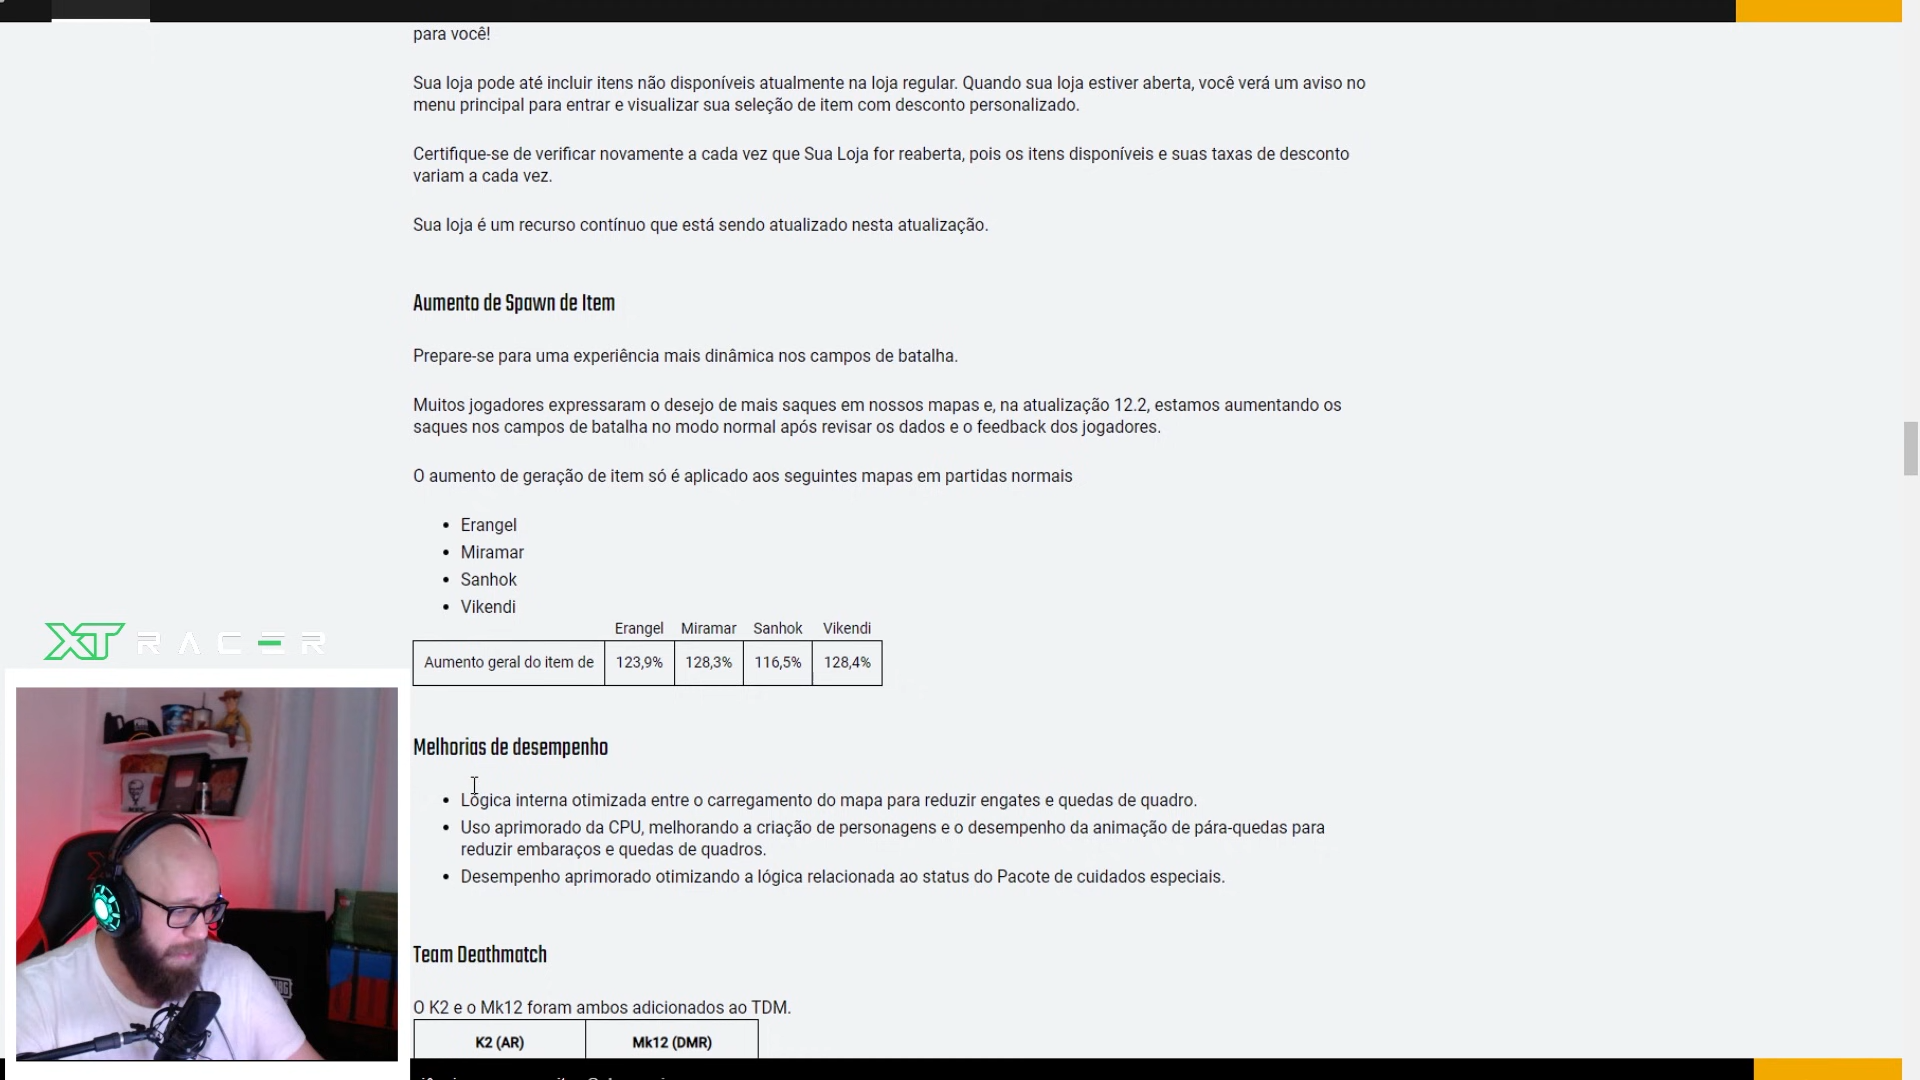 para você!
Sua loja pode até incluir itens não disponíveis atualmente na loja regular. Quando sua loja estiver aberta, você verá um aviso no
menu principal para entrar e visualizar sua seleção de item com desconto personalizado.
Certifique-se de verificar novamente a cada vez que Sua Loja for reaberta, pois os itens disponíveis e suas taxas de desconto
variam a cada vez.
Sua loja é um recurso contínuo que está sendo atualizado nesta atualização.
Aumento de Spawn de Item
Prepare-se para uma experiência mais dinâmica nos campos de batalha.
Muitos jogadores expressaram o desejo de mais saques em nossos mapas e, na atualização 12.2, estamos aumentando os
saques nos campos de batalha no modo normal após revisar os dados e o feedback dos jogadores.
O aumento de geração de item só é aplicado aos seguintes mapas em partidas normais
• Erangel
• Miramar
• Sanhok
• Vikendi
Erangel Miramar Sanhok Vikendi
Aumento geral do item de 123,9% 128,3% 116,5% 128,4%
XT RACER
Melhorias de desempenho
• Lógica interna otimizada entre o carregamento do mapa para reduzir engates e quedas de quadro.
• Uso aprimorado da CPU, melhorando a criação de personagens e o desempenho da animação de pára-quedas para
reduzir embaraços e quedas de quadros.
• Desempenho aprimorado otimizando a lógica relacionada ao status do Pacote de cuidados especiais.
Team Deathmatch
O K2 e o Mk12 foram ambos adicionados ao TDM.
K2 (AR) Mk12 (DMR)
KFC